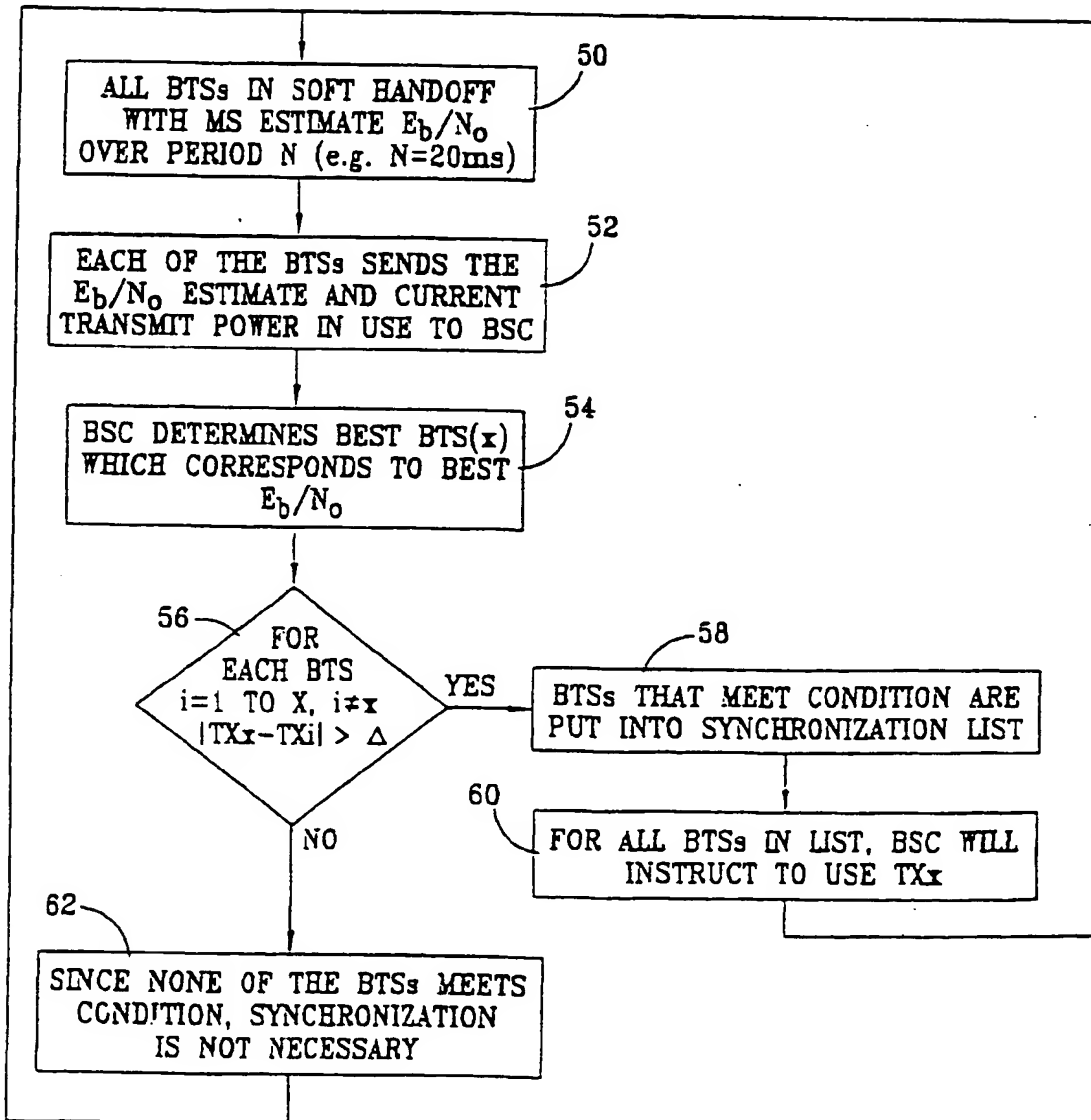 50
ALL BTSs IN SOFT HANDOFF
WITH MS ESTIMATE Eb/No
OVER PERIOD N (e.g. N=20ms)
52
EACH OF THE BTSs SENDS THE
Eb/No ESTIMATE AND CURRENT
TRANSMIT POWER IN USE TO BSC
54
BSC DETERMINES BEST BTS(x)
WHICH CORRESPONDS TO BEST
Eb/No
56
FOR
EACH BTS
i=1 TO X, i≠x
|TXx-TXi| > Δ
YES
58
BTSs THAT MEET CONDITION ARE
PUT INTO SYNCHRONIZATION LIST
60
FOR ALL BTSs IN LIST, BSC WILL
INSTRUCT TO USE TXx
NO
62
SINCE NONE OF THE BTSs MEETS
CONDITION, SYNCHRONIZATION
IS NOT NECESSARY